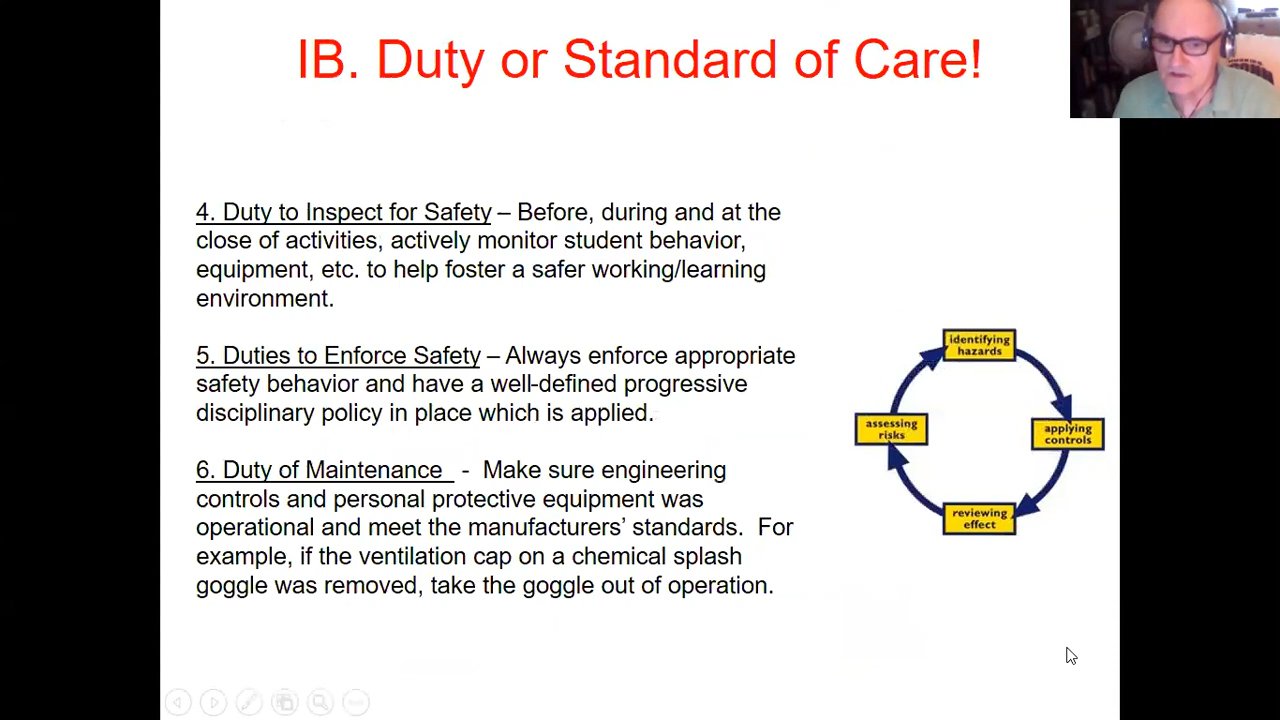 IB. Duty or Standard of Care!
4. Duty to Inspect for Safety – Before, during and at the
close of activities, actively monitor student behavior,
equipment, etc. to help foster a safer working/learning
environment.
5. Duties to Enforce Safety – Always enforce appropriate
safety behavior and have a well-defined progressive
disciplinary policy in place which is applied.
6. Duty of Maintenance - Make sure engineering
controls and personal protective equipment was
operational and meet the manufacturers’ standards. For
example, if the ventilation cap on a chemical splash
goggle was removed, take the goggle out of operation.
identifying
hazards
applying
controls
reviewing
effect
assessing
risks